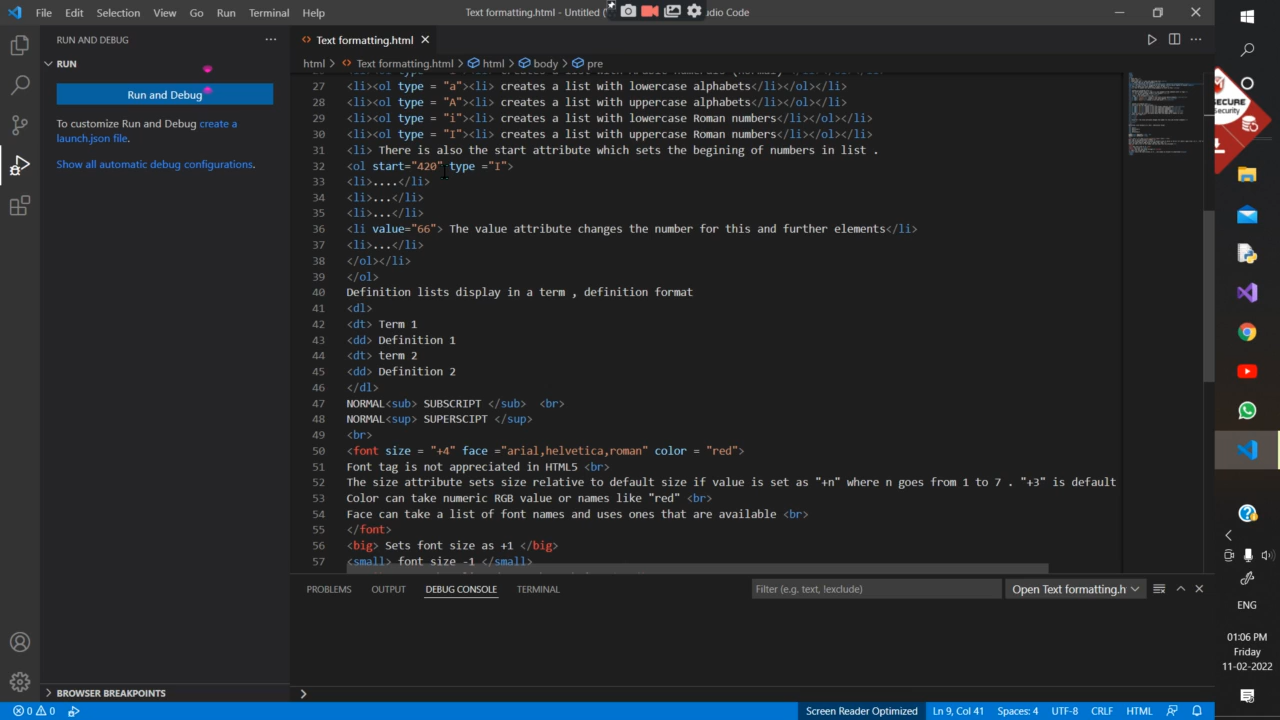 File Edit Selection View Go Run Terminal Help
Text formatting.html - Untitled (
udio Code
RUN AND DEBUG
RUN
Run and Debug
To customize Run and Debug create a
launch.json file.
Show all automatic debug configurations.
Text formatting.html
html > Text formatting.html > html > body > pre
27 <li><ol type = "a"><li> creates a list with lowercase alphabets</li></ol></li>
28 <li><ol type = "A"><li> creates a list with uppercase alphabets</li></ol></li>
29 <li><ol type = "i"><li> creates a list with lowercase Roman numbers</li></ol></li>
30 <li><ol type = "I"><li> creates a list with uppercase Roman numbers</li></ol></li>
31 <li> There is also the start attribute which sets the begining of numbers in list .
32 <ol start="420" type ="I">
33 <li>....</li>
34 <li>...</li>
35 <li>...</li>
36 <li value="66"> The value attribute changes the number for this and further elements</li>
37 <li>...</li>
38 </ol></li>
39 </ol>
40 Definition lists display in a term , definition format
41 <dl>
42 <dt> Term 1
43 <dd> Definition 1
44 <dt> term 2
45 <dd> Definition 2
46 </dl>
47 NORMAL<sub> SUBSCRIPT </sub> <br>
48 NORMAL<sup> SUPERSCIPT </sup>
49 <br>
50 <font size = "+4" face ="arial,helvetica,roman" color = "red">
51 Font tag is not appreciated in HTML5 <br>
52 The size attribute sets size relative to default size if value is set as "+n" where n goes from 1 to 7 . "+3" is default
53 Color can take numeric RGB value or names like "red" <br>
54 Face can take a list of font names and uses ones that are available <br>
55 </font>
56 <big> Sets font size as +1 </big>
57 <small> font size -1 </small>
PROBLEMS OUTPUT DEBUG CONSOLE TERMINAL
Filter (e.g. text, !exclude)
Open Text formatting.h
BROWSER BREAKPOINTS
0 0
Screen Reader Optimized Ln 9, Col 41 Spaces: 4 UTF-8 CRLF HTML
SECURE
Security
ENG
01:06 PM
Friday
11-02-2022